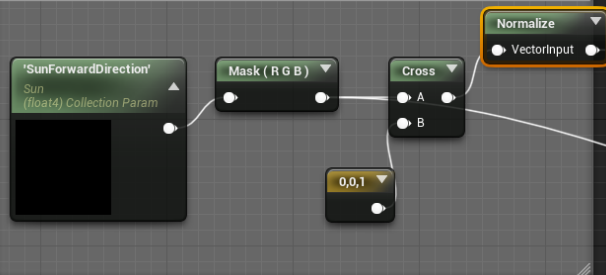 Normalize
VectorInput
'SunForwardDirection'
Sun
(float4) Collection Param
Mask ( R G B )
Cross
A
B
0,0,1